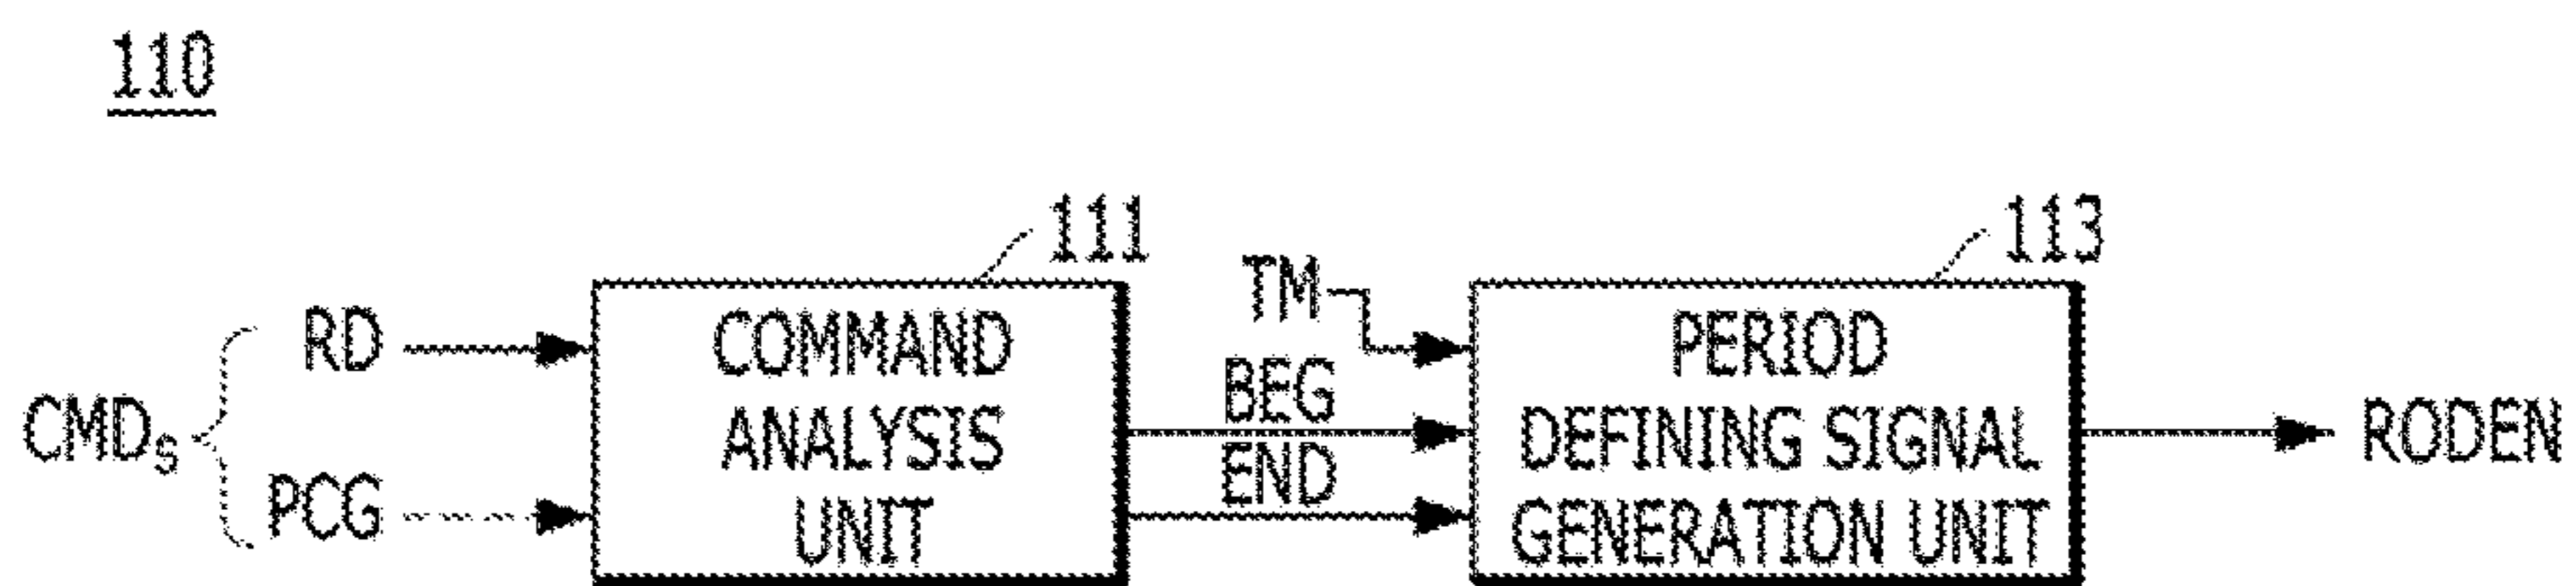 110
111
113
TM
RD
COMMAND
PERIOD
BEG
CMDS
ANALYSIS
DEFINING SIGNAL
RODEN
END
PCG
UNIT
GENERATION UNIT